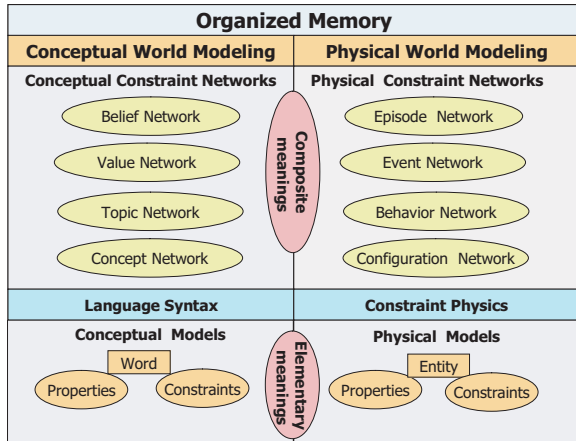 Organized Memory
Conceptual World Modeling
Physical World Modeling
Conceptual Constraint Networks
Physical Constraint Networks
Belief Network
Value Network
Topic Network
Concept Network
Composite
meanings
Episode Network
Event Network
Behavior Network
Configuration Network
Language Syntax
Constraint Physics
Conceptual Models
Word
Properties
Constraints
Elementary
meanings
Physical Models
Entity
Properties
Constraints